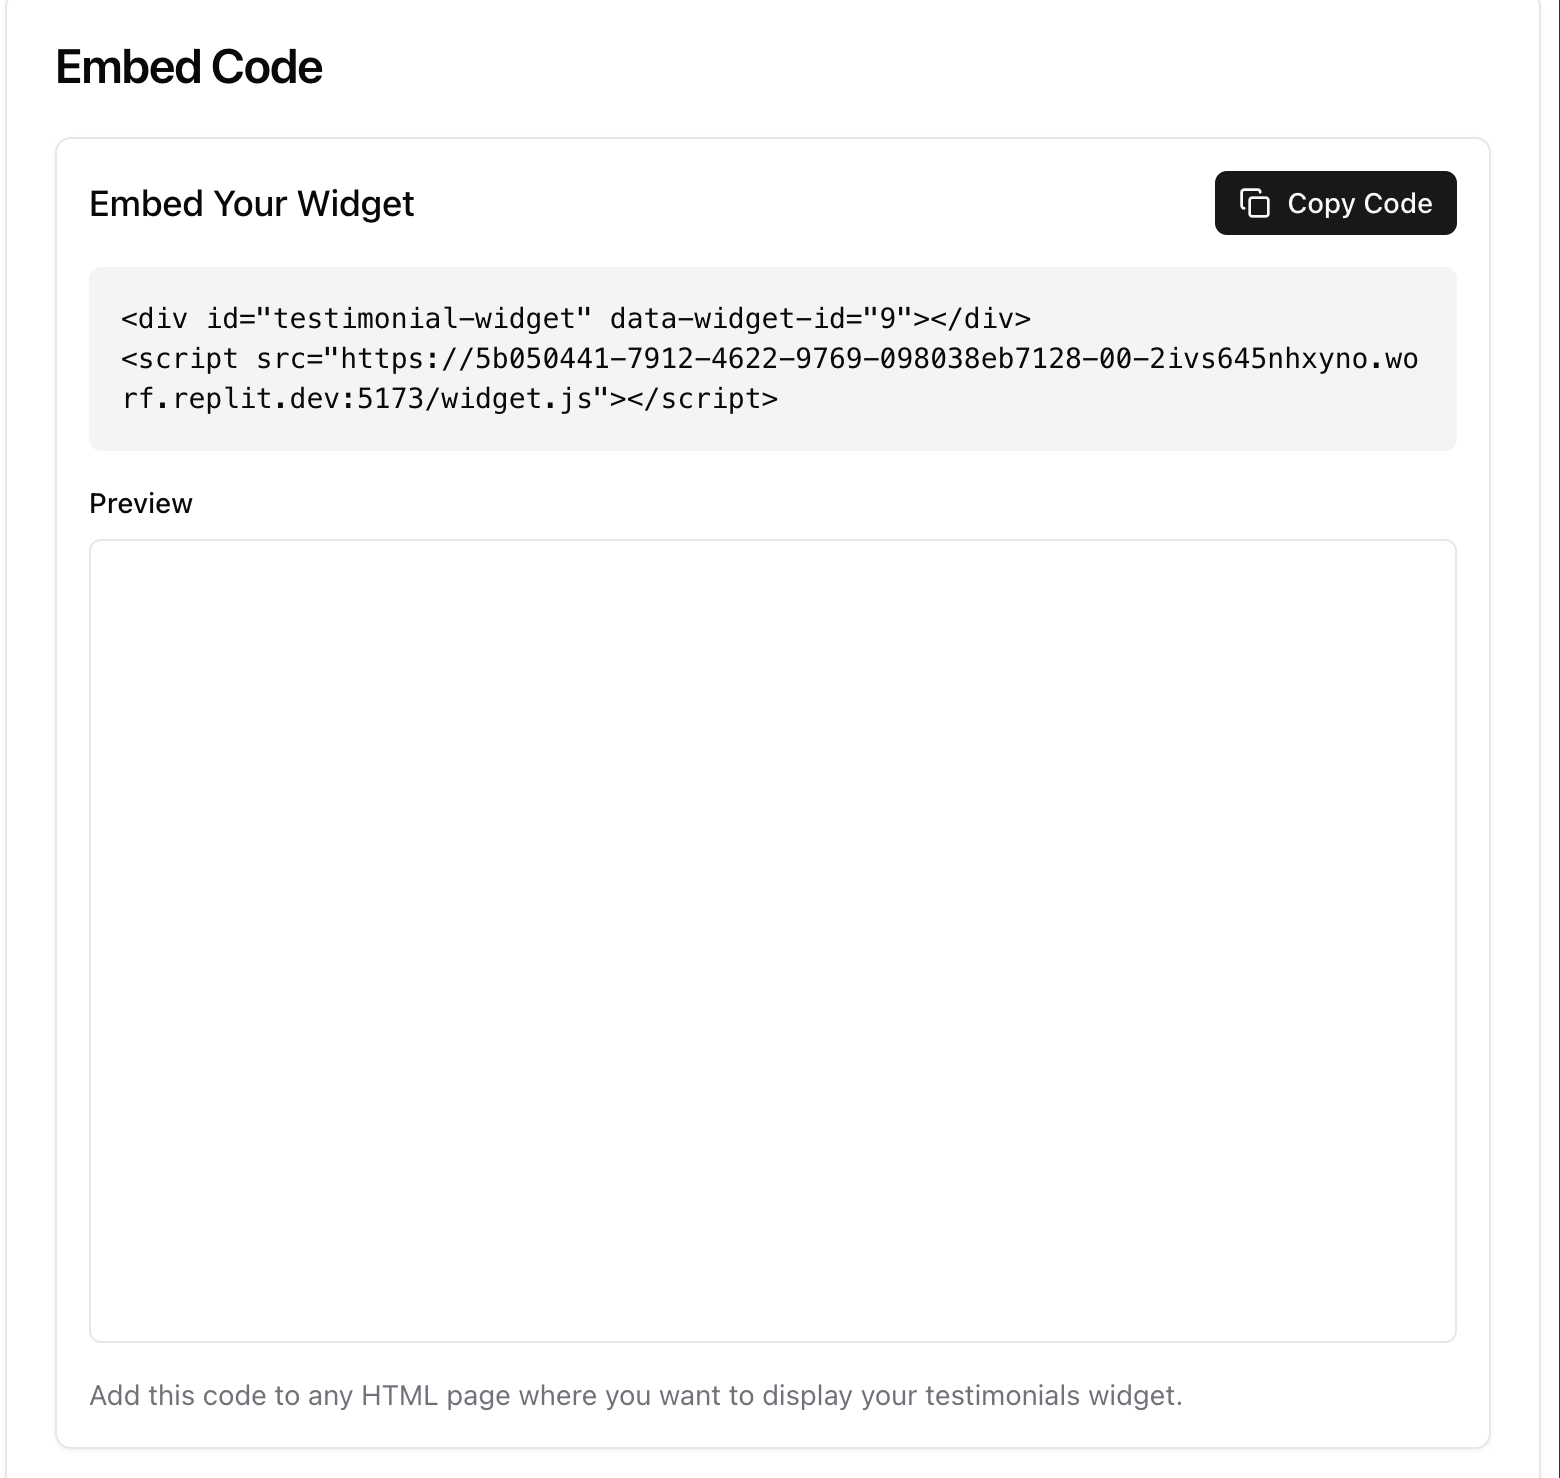 Embed Code
Embed Your Widget
Copy Code
<div id="testimonial-widget" data-widget-id="9"></div>
<script src="https://5b050441-7912-4622-9769-098038eb7128-00-2ivs645nhxyno.wo
rf.replit.dev:5173/widget.js"></script>
Preview
Add this code to any HTML page where you want to display your testimonials widget.